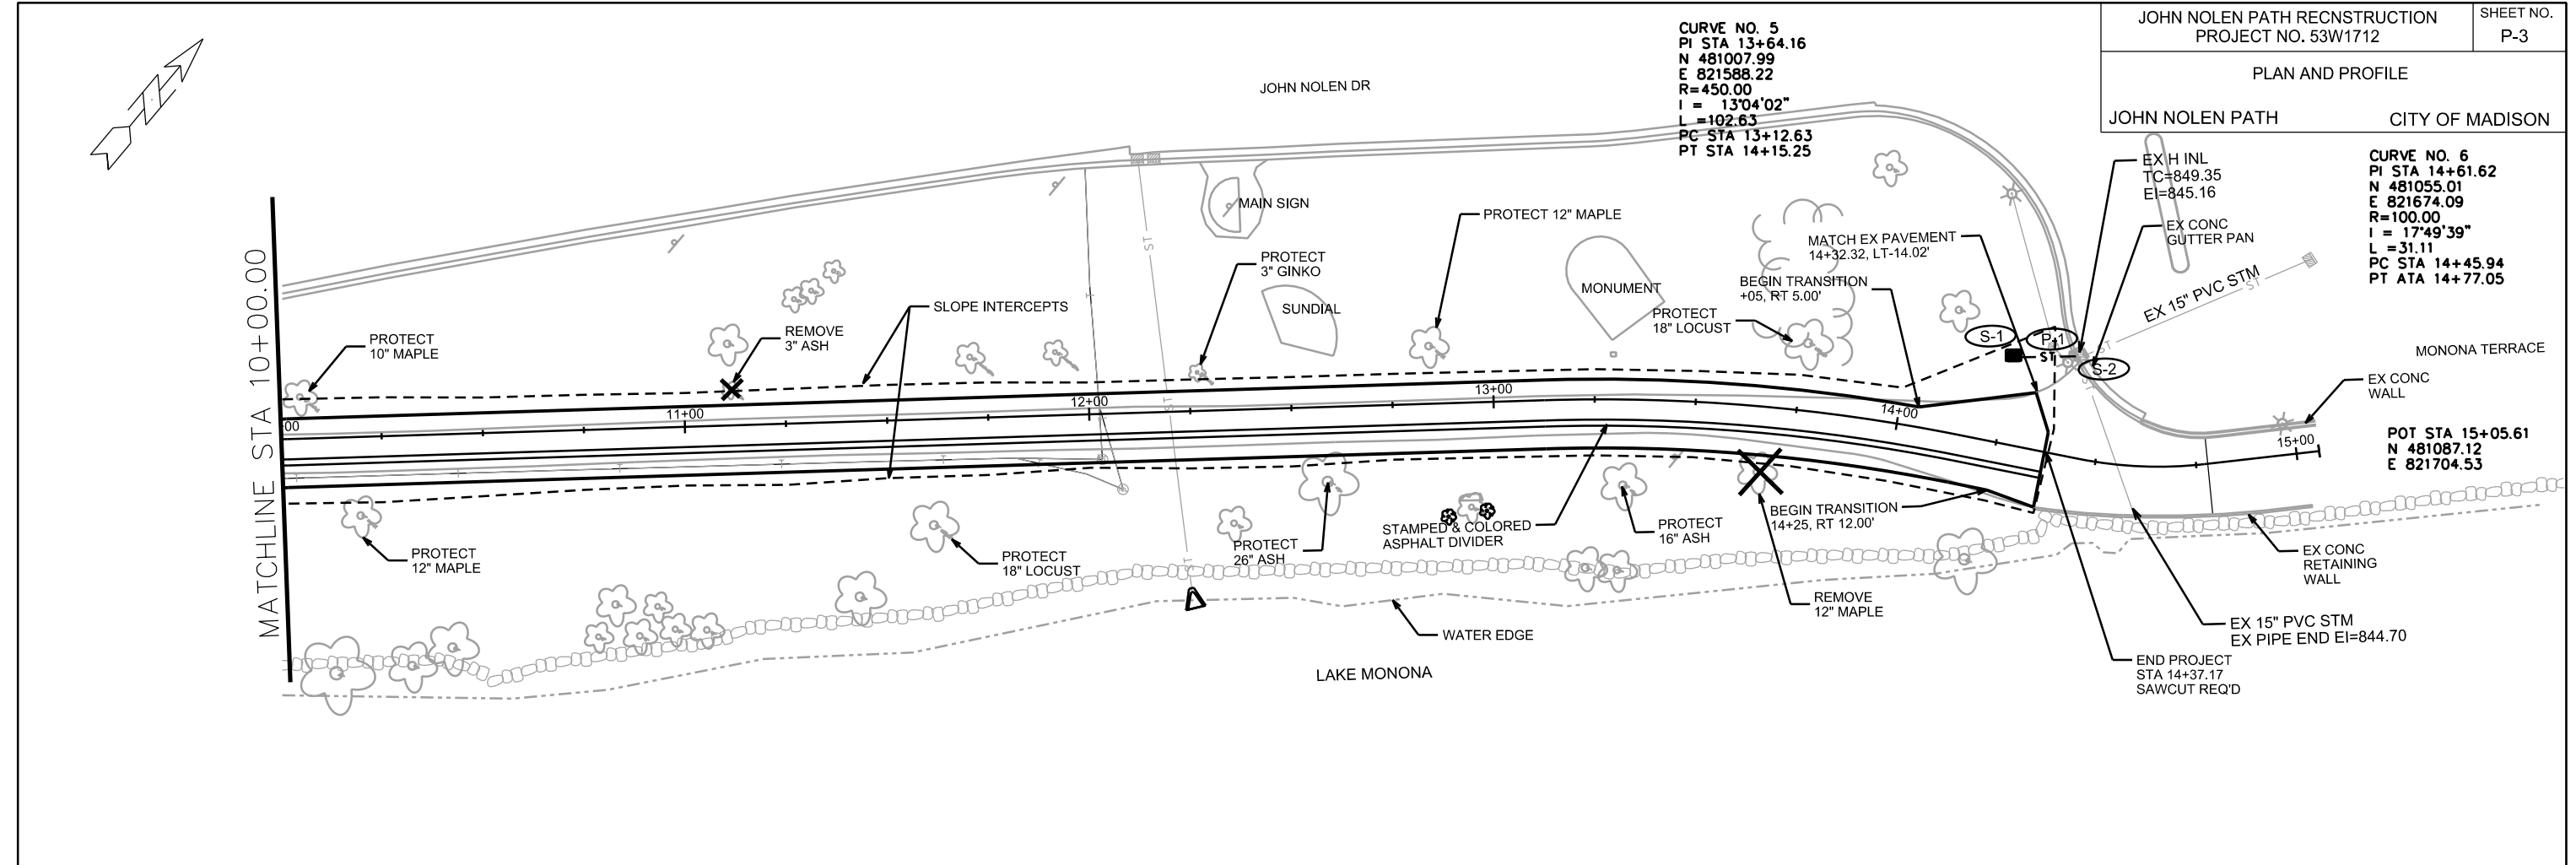 JOHN NOLEN PATH RECNSTRUCTION
PROJECT NO. 53W1712
SHEET NO.
P-3
PLAN AND PROFILE
JOHN NOLEN PATH
CITY OF MADISON
CURVE NO. 5
PI STA 13+64.16
N 481007.99
E 821588.22
R=450.00
I = 13°04'02"
L =102.63
PC STA 13+12.63
PT STA 14+15.25
JOHN NOLEN DR
CURVE NO. 6
PI STA 14+61.62
N 481055.01
E 821674.09
R=100.00
I = 17°49'39"
L =31.11
PC STA 14+45.94
PT ATA 14+77.05
EX H INL
TC=849.35
EI=845.16
EX CONC
GUTTER PAN
MAIN SIGN
PROTECT 12" MAPLE
MATCH EX PAVEMENT
14+32.32, LT-14.02'
BEGIN TRANSITION
+05, RT 5.00'
PROTECT
3" GINKO
MONUMENT
SUNDIAL
PROTECT
18" LOCUST
EX 15" PVC STM
ST
ST
ST
ST
ST
ST
ST
S-1
P-1
S-2
MONONA TERRACE
EX CONC
WALL
SLOPE INTERCEPTS
REMOVE
3" ASH
PROTECT
10" MAPLE
MATCHLINE STA 10+00.00
00
11+00
12+00
13+00
14+00
15+00
POT STA 15+05.61
N 481087.12
E 821704.53
PROTECT
12" MAPLE
PROTECT
18" LOCUST
PROTECT
26" ASH
STAMPED & COLORED
ASPHALT DIVIDER
PROTECT
16" ASH
BEGIN TRANSITION
14+25, RT 12.00'
REMOVE
12" MAPLE
EX CONC
RETAINING
WALL
EX 15" PVC STM
EX PIPE END EI=844.70
WATER EDGE
LAKE MONONA
END PROJECT
STA 14+37.17
SAWCUT REQ'D